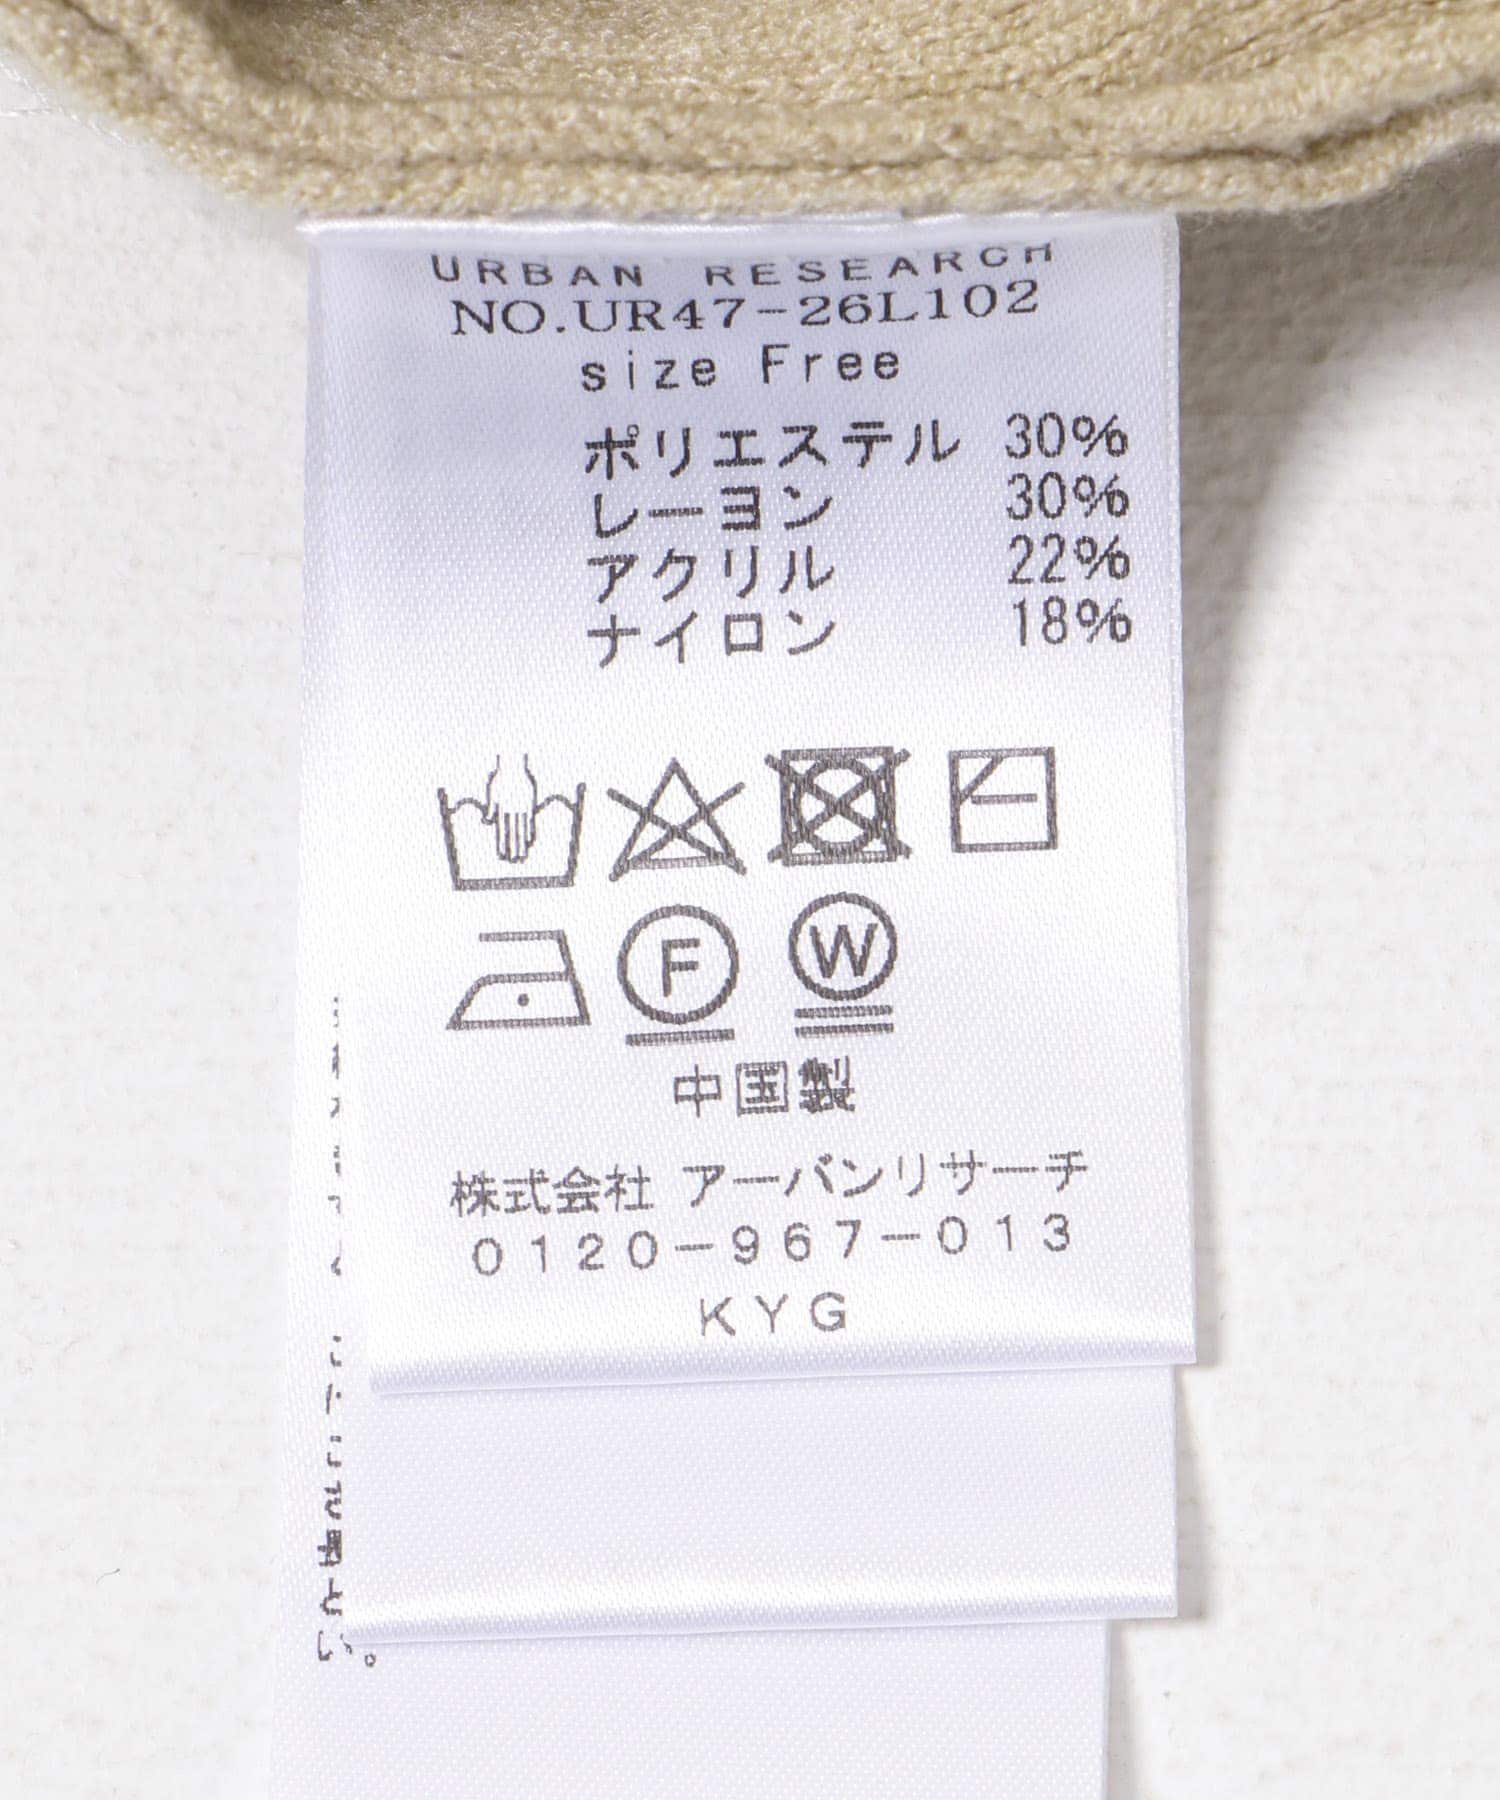 URBAN RESEARCH
NO.UR47-26L102
size Free
ポリエステル 30%
レーヨン 30%
アクリル 22%
ナイロン 18%
F W
中国製
株式会社 アーバンリサーチ
0120-967-013
KYG